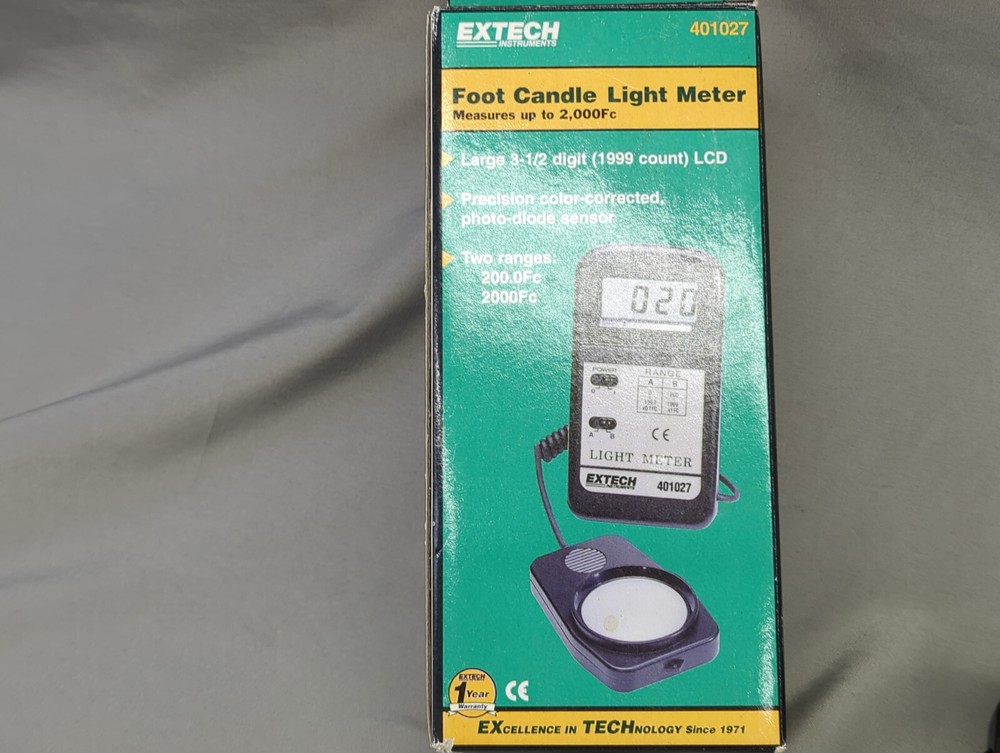 EXTECH
INSTRUMENTS
401027
Foot Candle Light Meter
Measures up to 2,000Fc
Large 3-1/2 digit (1999 count) LCD
Precision color-corrected,
photo-diode sensor
Two ranges:
200.0Fc
2000Fc
020
POWER
RANGE
A B
A B
CE
LIGHT METER
EXTECH
INSTRUMENTS
401027
EXTECH
1 Year
Warranty
CE
EXCELLENCE IN TECHNOLOGY Since 1971